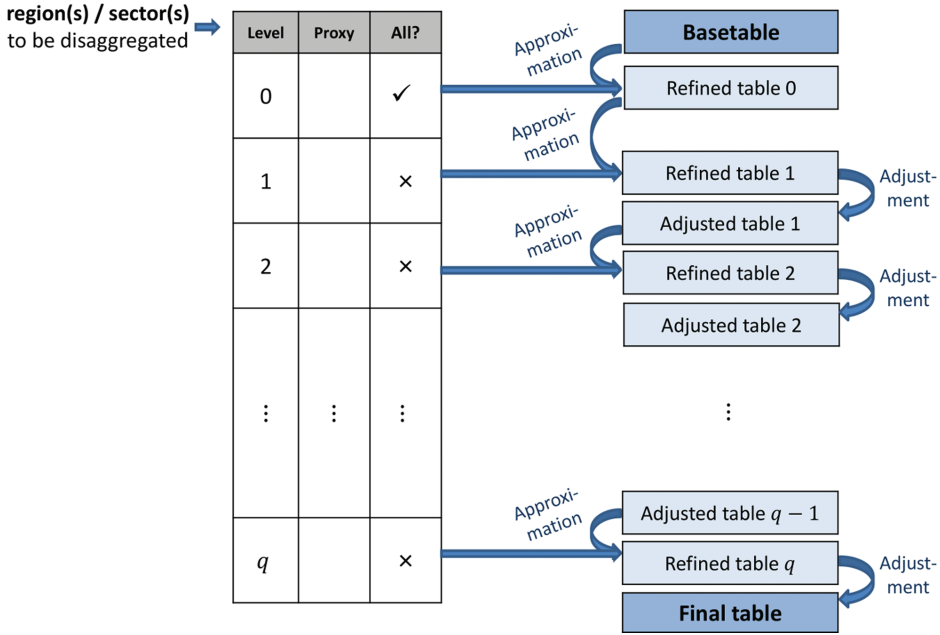 region(s) / sector(s)
to be disaggregated
Level Proxy All?
0 ✓
1 ×
2 ×
⋮ ⋮ ⋮
q ×
Approxi-
mation
Basetable
Refined table 0
Approxi-
mation
Refined table 1
Adjust-
ment
Adjusted table 1
Approxi-
mation
Refined table 2
Adjust-
ment
Adjusted table 2
⋮
Approxi-
mation
Adjusted table q − 1
Refined table q
Adjust-
ment
Final table